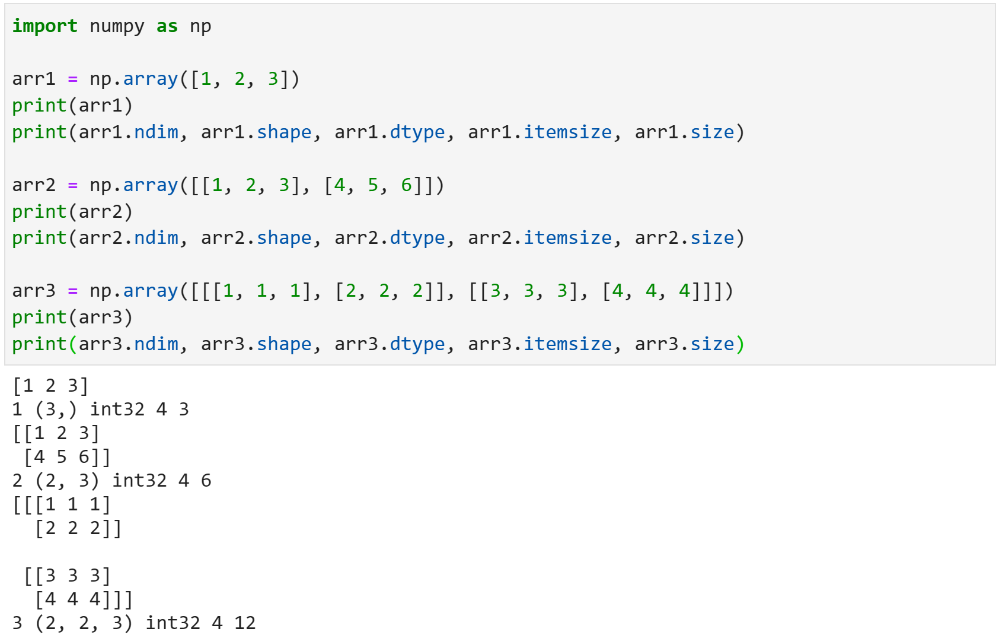 import numpy as np
arr1 = np.array([1, 2, 3])
print(arr1)
print(arr1.ndim, arr1.shape, arr1.dtype, arr1.itemsize, arr1.size)
arr2 = np.array([[1, 2, 3], [4, 5, 6]])
print(arr2)
print(arr2.ndim, arr2.shape, arr2.dtype, arr2.itemsize, arr2.size)
arr3 = np.array([[[1, 1, 1], [2, 2, 2]], [[3, 3, 3], [4, 4, 4]]])
print(arr3)
print(arr3.ndim, arr3.shape, arr3.dtype, arr3.itemsize, arr3.size)
[1 2 3]
1 (3,) int32 4 3
[[1 2 3]
 [4 5 6]]
2 (2, 3) int32 4 6
[[[1 1 1]
  [2 2 2]]
 [[3 3 3]
  [4 4 4]]]
3 (2, 2, 3) int32 4 12